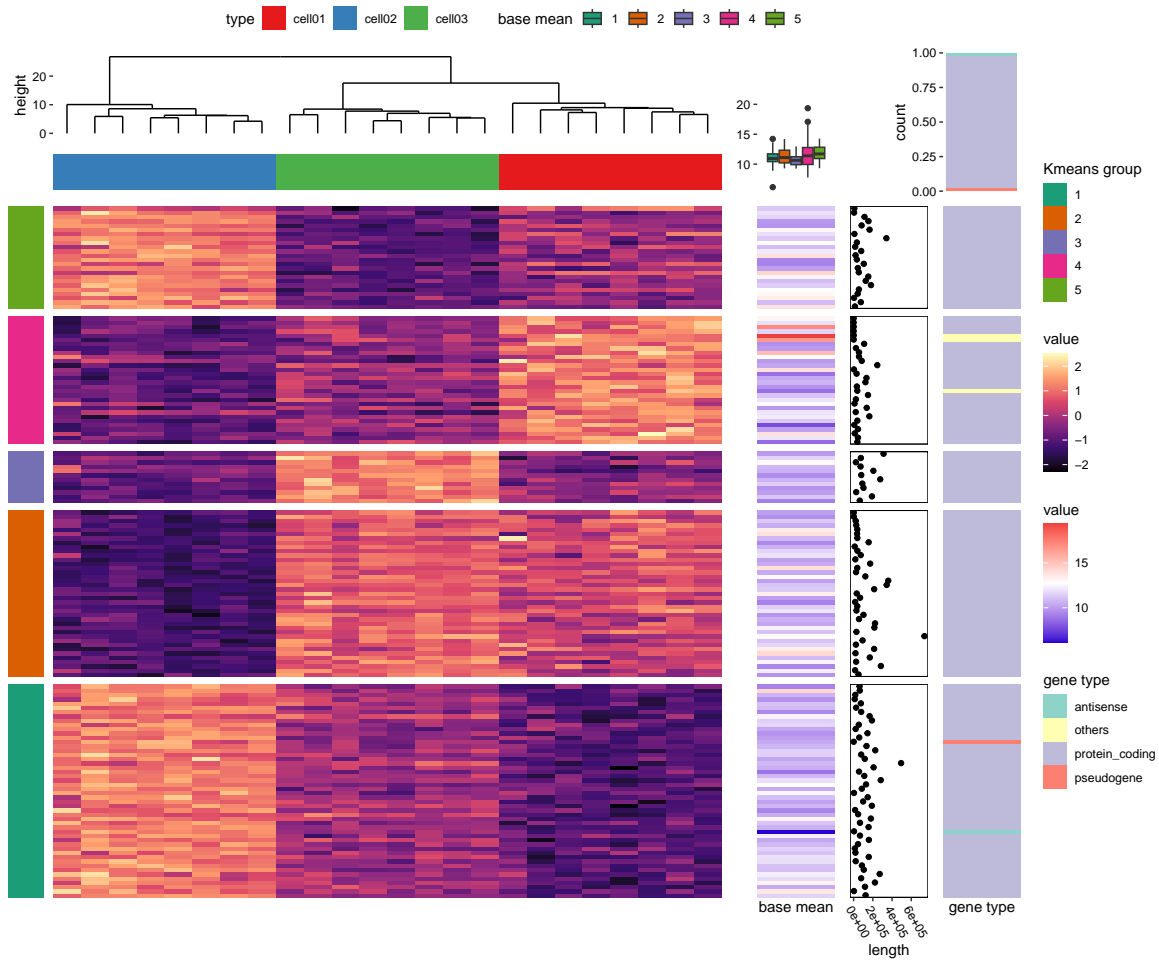 type cell01 cell02 cell03 base mean 1 2 3 4 5
height
20
10
0
20
15
10
count
1.00
0.75
0.50
0.25
0.00
Kmeans group
1
2
3
4
5
value
2
1
0
−1
−2
value
15
10
gene type
antisense
others
protein_coding
pseudogene
base mean
0e+00
2e+05
4e+05
6e+05
length
gene type